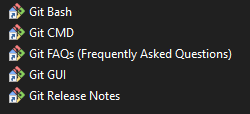 Git Bash
Git CMD
Git FAQs (Frequently Asked Questions)
Git GUI
Git Release Notes